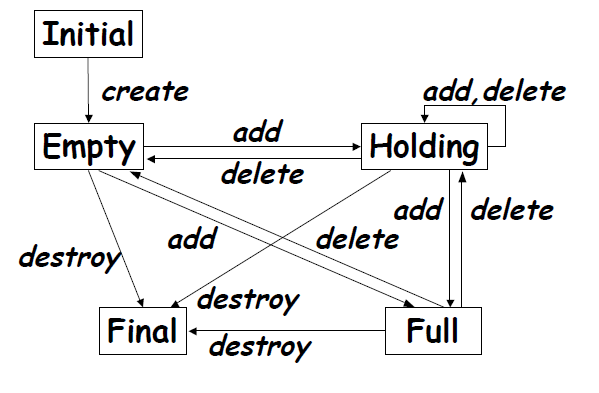 Initial
create
add,delete
Empty
add
Holding
delete
add
delete
add
delete
destroy
destroy
Final
Full
destroy